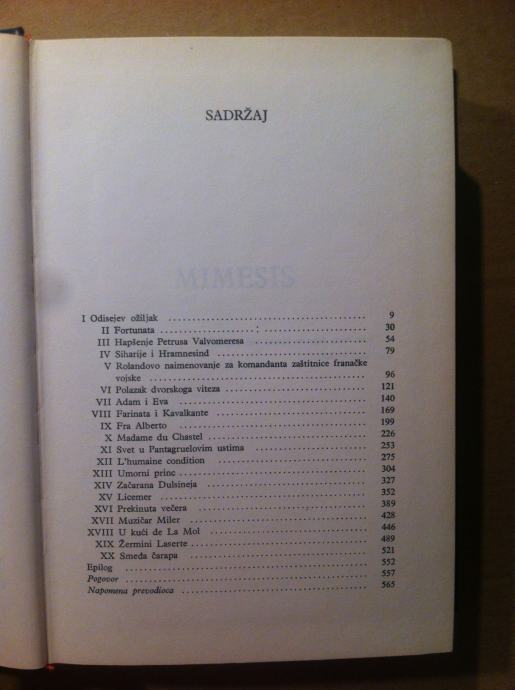 SADRŽAJ
MIMESIS
I Odisejev ožiljak ........ 9
II Fortunata ........ 30
III Hapšenje Petrusa Valvomeresa ........ 54
IV Siharije i Hramnesind ........ 79
V Rolandovo naimenovanje za komandanta zaštitnice franačke
vojske ........ 96
VI Polazak dvorskoga viteza ........ 121
VII Adam i Eva ........ 140
VIII Farinata i Kavalkante ........ 169
IX Fra Alberto ........ 199
X Madame du Chastel ........ 226
XI Svet u Pantagruelovim ustima ........ 253
XII L'humaine condition ........ 275
XIII Umorni princ ........ 304
XIV Začarana Dulsineja ........ 327
XV Licemer ........ 352
XVI Prekinuta večera ........ 389
XVII Muzičar Miler ........ 428
XVIII U kući de La Mol ........ 446
XIX Žermini Laserte ........ 489
XX Smeđa čarapa ........ 521
Epilog ........ 552
Pogovor ........ 557
Napomena prevodioca ........ 565